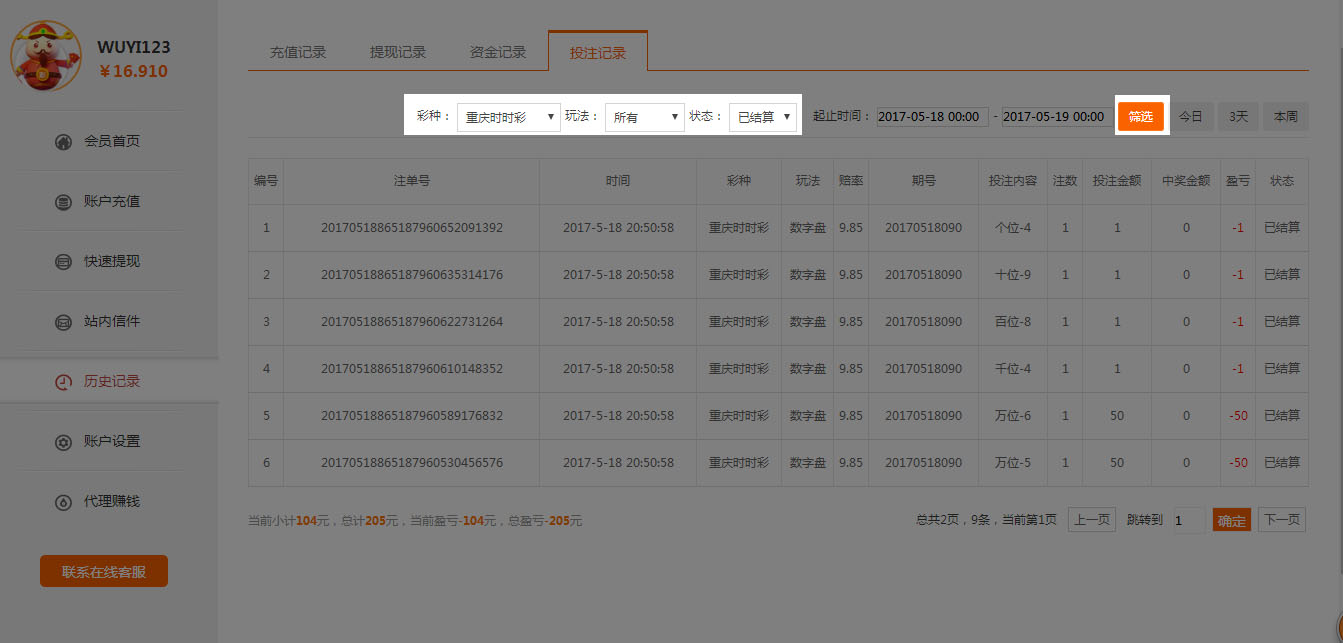 WUYI123
￥16.910
会员首页
账户充值
快速提现
站内信件
历史记录
账户设置
代理赚钱
联系在线客服
充值记录 提现记录 资金记录 投注记录
彩种： 重庆时时彩 玩法： 所有 状态： 已结算 起止时间： 2017-05-18 00:00 - 2017-05-19 00:00 筛选 今日 3天 本周
编号 注单号 时间 彩种 玩法 赔率 期号 投注内容 注数 投注金额 中奖金额 盈亏 状态
1 20170518865187960652091392 2017-5-18 20:50:58 重庆时时彩 数字盘 9.85 20170518090 个位-4 1 1 0 -1 已结算
2 20170518865187960635314176 2017-5-18 20:50:58 重庆时时彩 数字盘 9.85 20170518090 十位-9 1 1 0 -1 已结算
3 20170518865187960622731264 2017-5-18 20:50:58 重庆时时彩 数字盘 9.85 20170518090 百位-8 1 1 0 -1 已结算
4 20170518865187960610148352 2017-5-18 20:50:58 重庆时时彩 数字盘 9.85 20170518090 千位-4 1 1 0 -1 已结算
5 20170518865187960589176832 2017-5-18 20:50:58 重庆时时彩 数字盘 9.85 20170518090 万位-6 1 50 0 -50 已结算
6 20170518865187960530456576 2017-5-18 20:50:58 重庆时时彩 数字盘 9.85 20170518090 万位-5 1 50 0 -50 已结算
当前小计104元，总计205元，当前盈亏-104元，总盈亏-205元
总共2页，9条，当前第1页 上一页 跳转到 1 确定 下一页